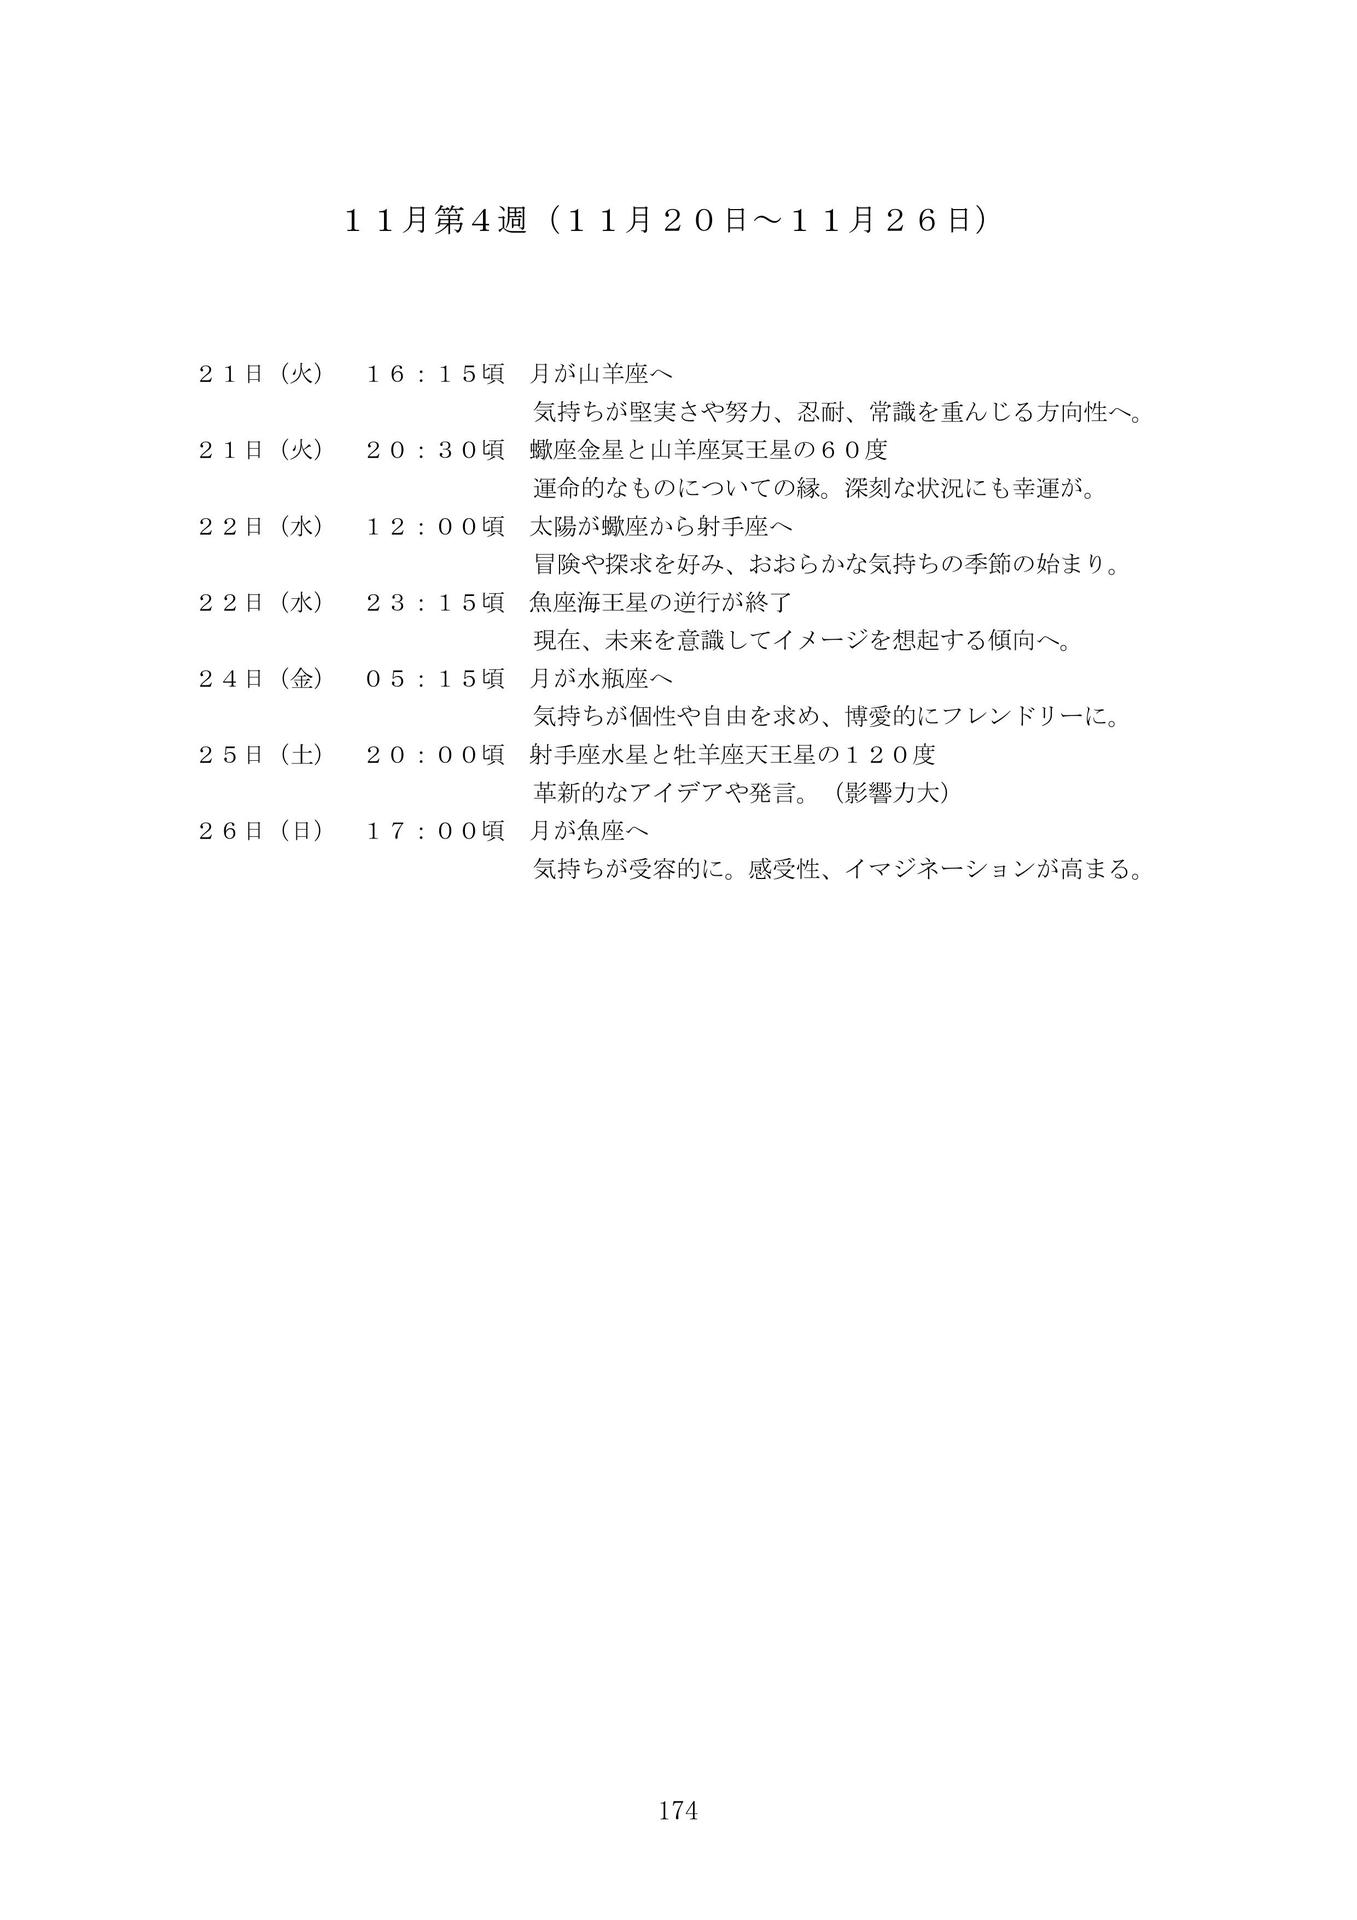 １１月第４週（１１月２０日～１１月２６日）
２１日（火）　１６：１５頃　月が山羊座へ
気持ちが堅実さや努力、忍耐、常識を重んじる方向性へ。
２１日（火）　２０：３０頃　蠍座金星と山羊座冥王星の６０度
運命的なものについての縁。深刻な状況にも幸運が。
２２日（水）　１２：００頃　太陽が蠍座から射手座へ
冒険や探求を好み、おおらかな気持ちの季節の始まり。
２２日（水）　２３：１５頃　魚座海王星の逆行が終了
現在、未来を意識してイメージを想起する傾向へ。
２４日（金）　０５：１５頃　月が水瓶座へ
気持ちが個性や自由を求め、博愛的にフレンドリーに。
２５日（土）　２０：００頃　射手座水星と牡羊座天王星の１２０度
革新的なアイデアや発言。（影響力大）
２６日（日）　１７：００頃　月が魚座へ
気持ちが受容的に。感受性、イマジネーションが高まる。
174